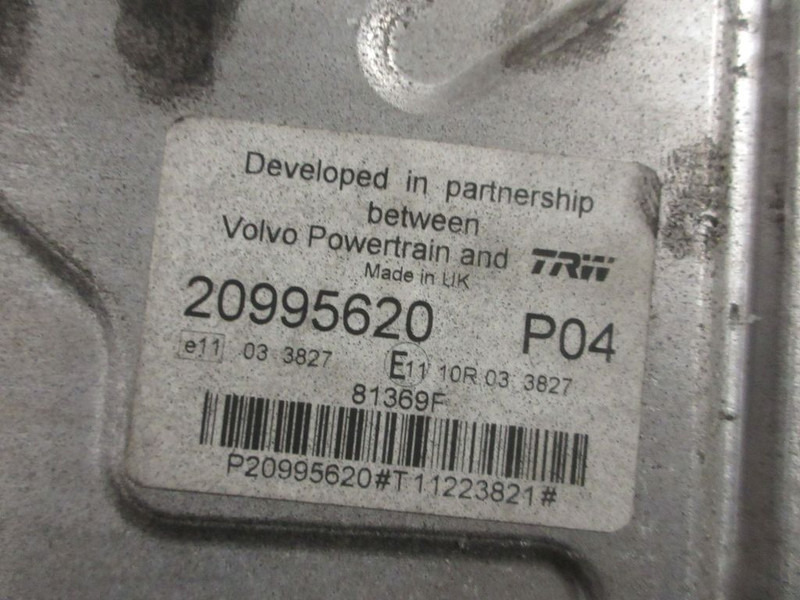 Developed in partnership
between
Volvo Powertrain and TRW
Made in UK
20995620 P04
e11 03 3827 E11 10R 03 3827
81369F
P20995620#T11223821#